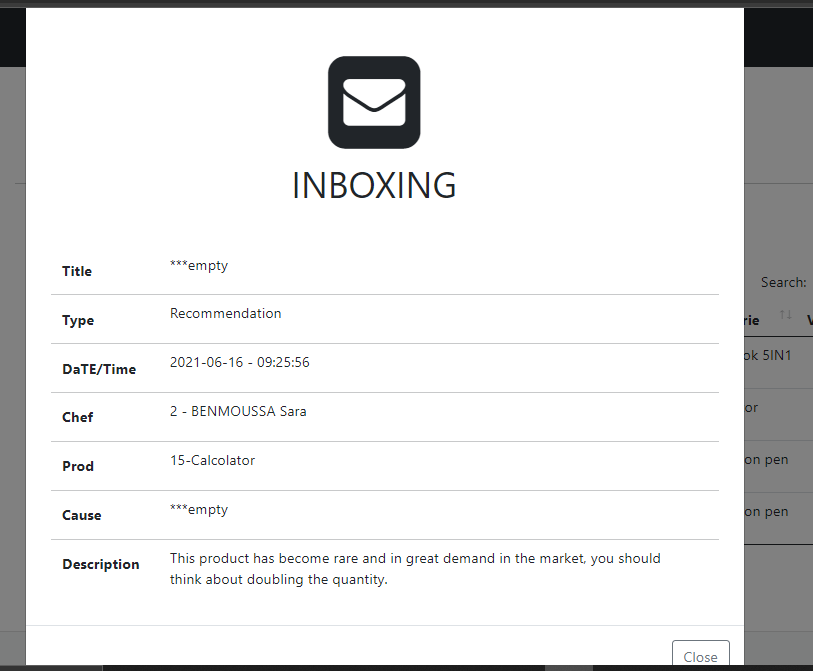 INBOXING
Title ***empty
Type Recommendation
DaTE/Time 2021-06-16 - 09:25:56
Chef 2 - BENMOUSSA Sara
Prod 15-Calcolator
Cause ***empty
Description This product has become rare and in great demand in the market, you should
think about doubling the quantity.
Close
Search:
rie
ok 5IN1
or
on pen
on pen